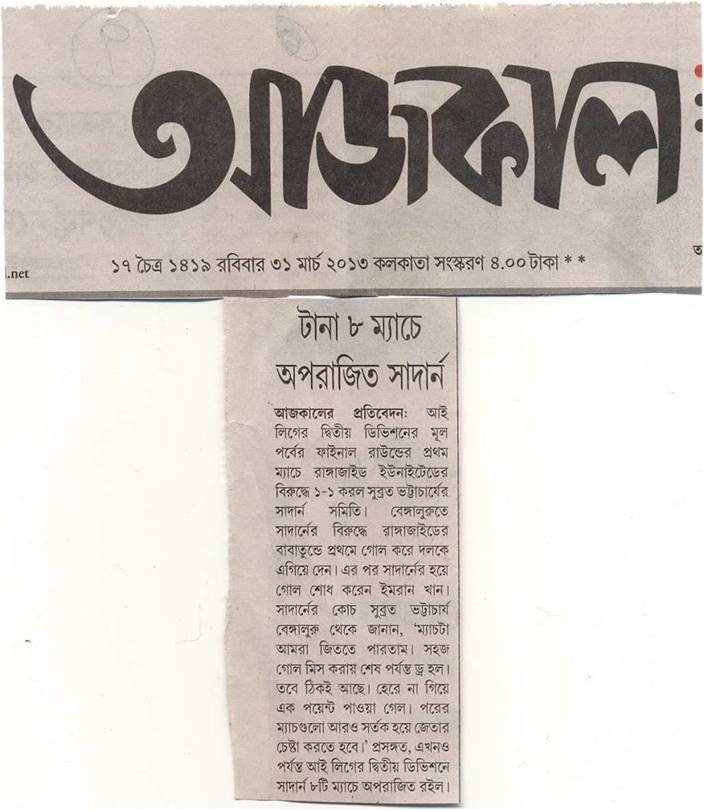 আজকাল
.net
১৭ চৈত্র ১৪১৯ রবিবার ৩১ মার্চ ২০১৩ কলকাতা সংস্করণ ৪.০০ টাকা * *
ত
টানা ৮ ম্যাচে
অপরাজিত সাদার্ন
আজকালের প্রতিবেদন: আই
লিগের দ্বিতীয় ডিভিশনের মূল
পর্বের ফাইনাল রাউন্ডের প্রথম
ম্যাচে রাঙ্গাজাইড ইউনাইটেডের
বিরুদ্ধে ১-১ করল সুব্রত ভট্টাচার্যের
সাদার্ন সমিতি। বেঙ্গালুরুতে
সাদার্নের বিরুদ্ধে রাঙ্গাজাইডের
বাবাতুন্ডে প্রথমে গোল করে দলকে
এগিয়ে দেন। এর পর সাদার্নের হয়ে
গোল শোধ করেন ইমরান খান।
সাদার্নের কোচ সুব্রত ভট্টাচার্য
বেঙ্গালুরু থেকে জানান, ‘ম্যাচটা
আমরা জিততে পারতাম। সহজ
গোল মিস করায় শেষ পর্যন্ত ড্র হল।
তবে ঠিকই আছে। হেরে না গিয়ে
এক পয়েন্ট পাওয়া গেল। পরের
ম্যাচগুলো আরও সর্তক হয়ে জেতার
চেষ্টা করতে হবে।’ প্রসঙ্গত, এখনও
পর্যন্ত আই লিগের দ্বিতীয় ডিভিশনে
সাদার্ন ৮টি ম্যাচে অপরাজিত রইল।